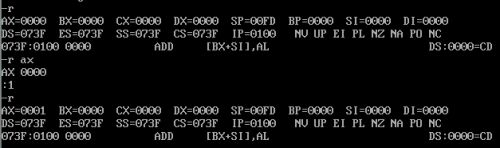 -r
AX=0000 BX=0000 CX=0000 DX=0000 SP=00FD BP=0000 SI=0000 DI=0000
DS=073F ES=073F SS=073F CS=073F IP=0100 NV UP EI PL NZ NA PO NC
073F:0100 0000 ADD [BX+SI],AL DS:0000=CD
-r ax
AX 0000
:1
-r
AX=0001 BX=0000 CX=0000 DX=0000 SP=00FD BP=0000 SI=0000 DI=0000
DS=073F ES=073F SS=073F CS=073F IP=0100 NV UP EI PL NZ NA PO NC
073F:0100 0000 ADD [BX+SI],AL DS:0000=CD